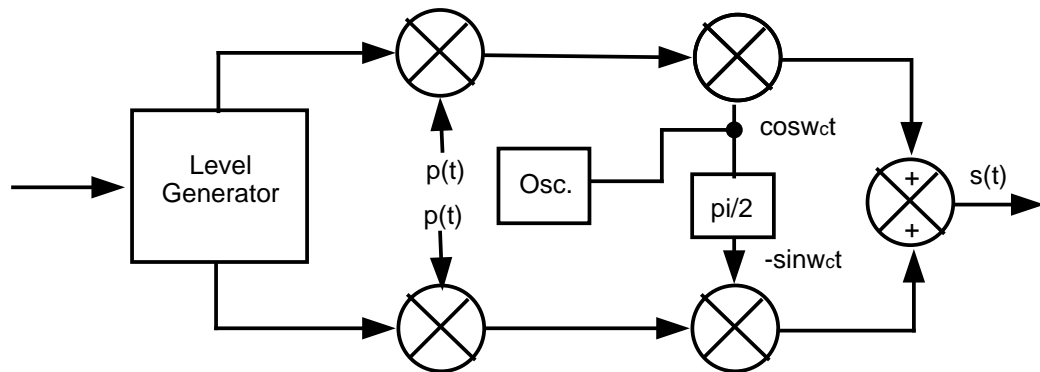 Level
Generator
p(t)
p(t)
Osc.
coswct
pi/2
-sinwct
+
+
s(t)